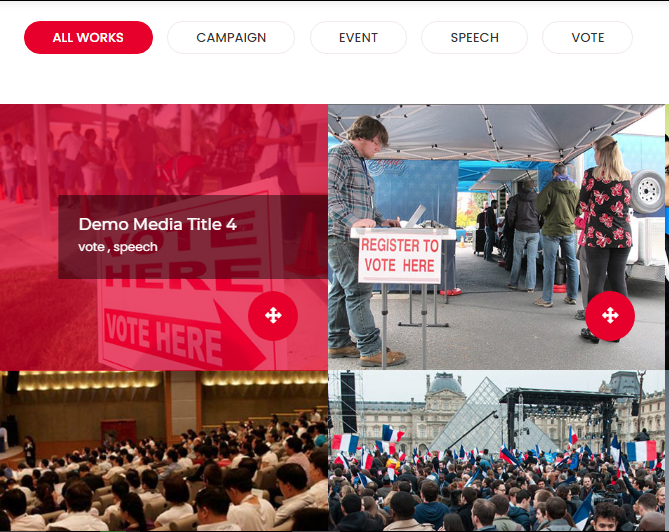 ALL WORKS
CAMPAIGN
EVENT
SPEECH
VOTE
Demo Media Title 4
vote , speech
VOTE
HERE
VOTE HERE
REGISTER TO
VOTE HERE